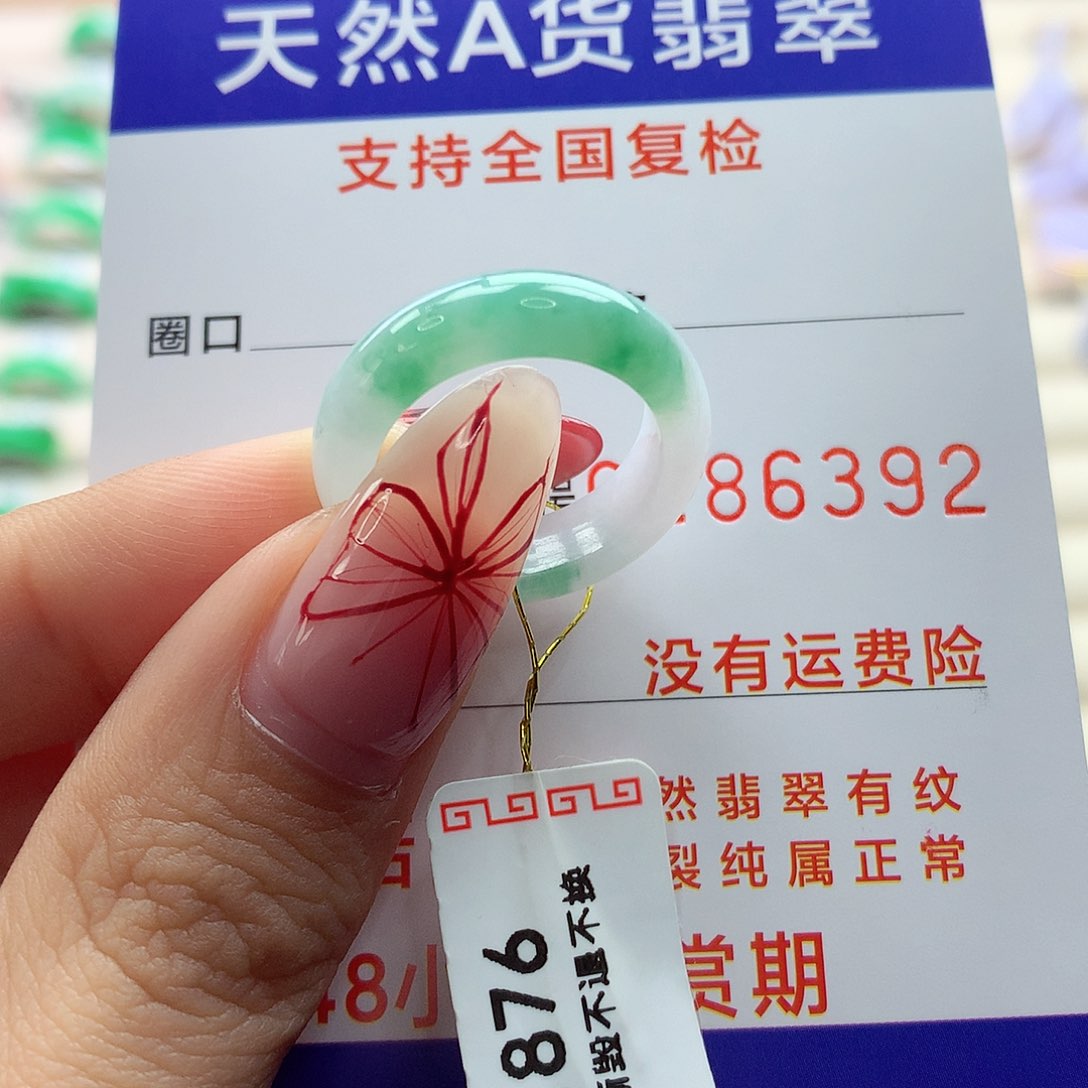 天然A货翡翠
支持全国复检
圈口
86392
没有运费险
然翡翠有纹
裂纯属正常
48小
赏期
876
毁不退不换